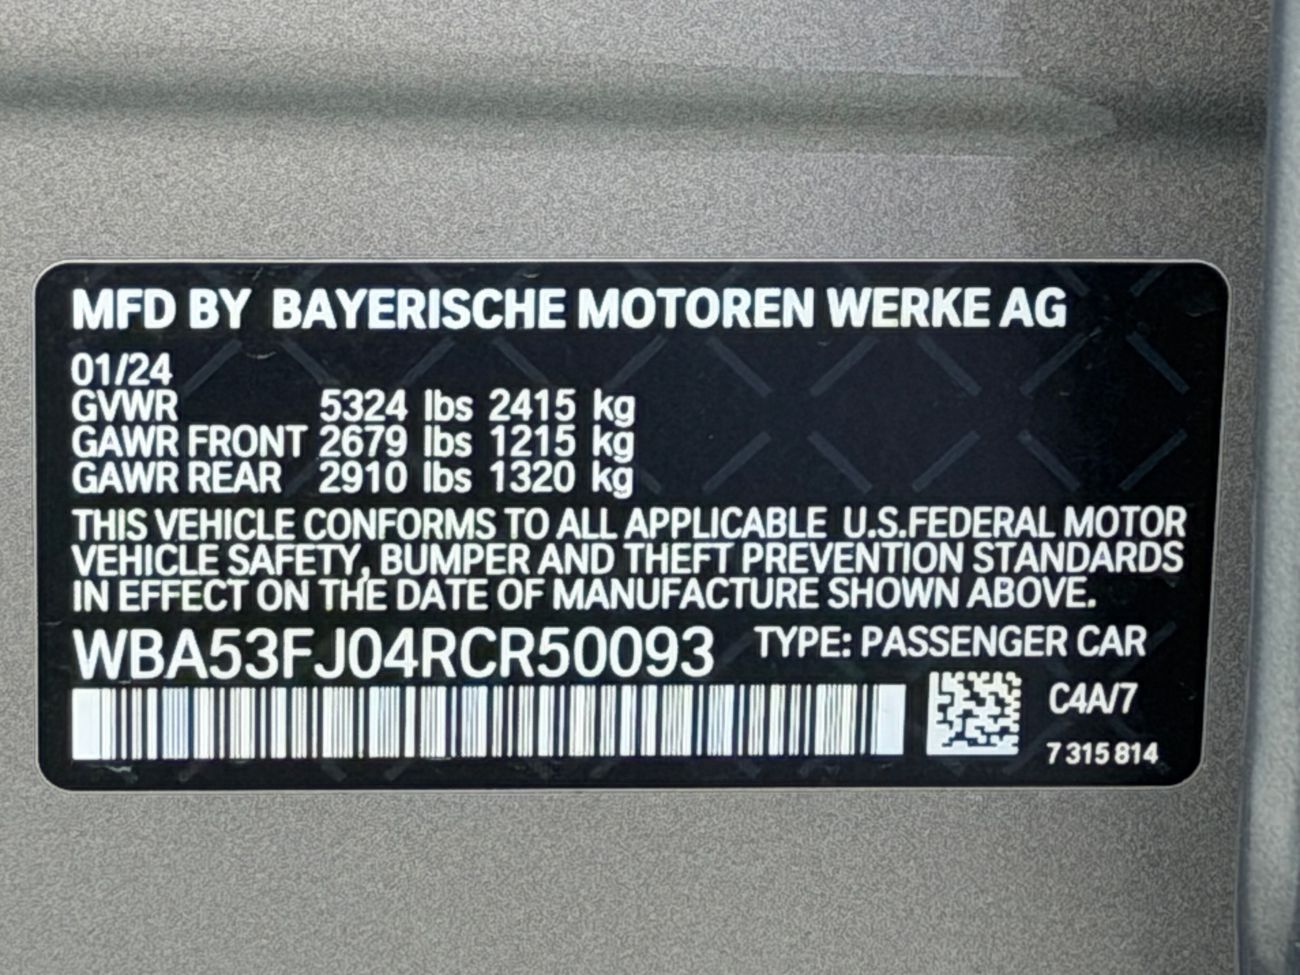 MFD BY BAYERISCHE MOTOREN WERKE AG
01/24
GVWR 5324 lbs 2415 kg
GAWR FRONT 2679 lbs 1215 kg
GAWR REAR 2910 lbs 1320 kg
THIS VEHICLE CONFORMS TO ALL APPLICABLE U.S.FEDERAL MOTOR
VEHICLE SAFETY, BUMPER AND THEFT PREVENTION STANDARDS
IN EFFECT ON THE DATE OF MANUFACTURE SHOWN ABOVE.
WBA53FJ04RCR50093 TYPE: PASSENGER CAR
C4A/7
7 315 814